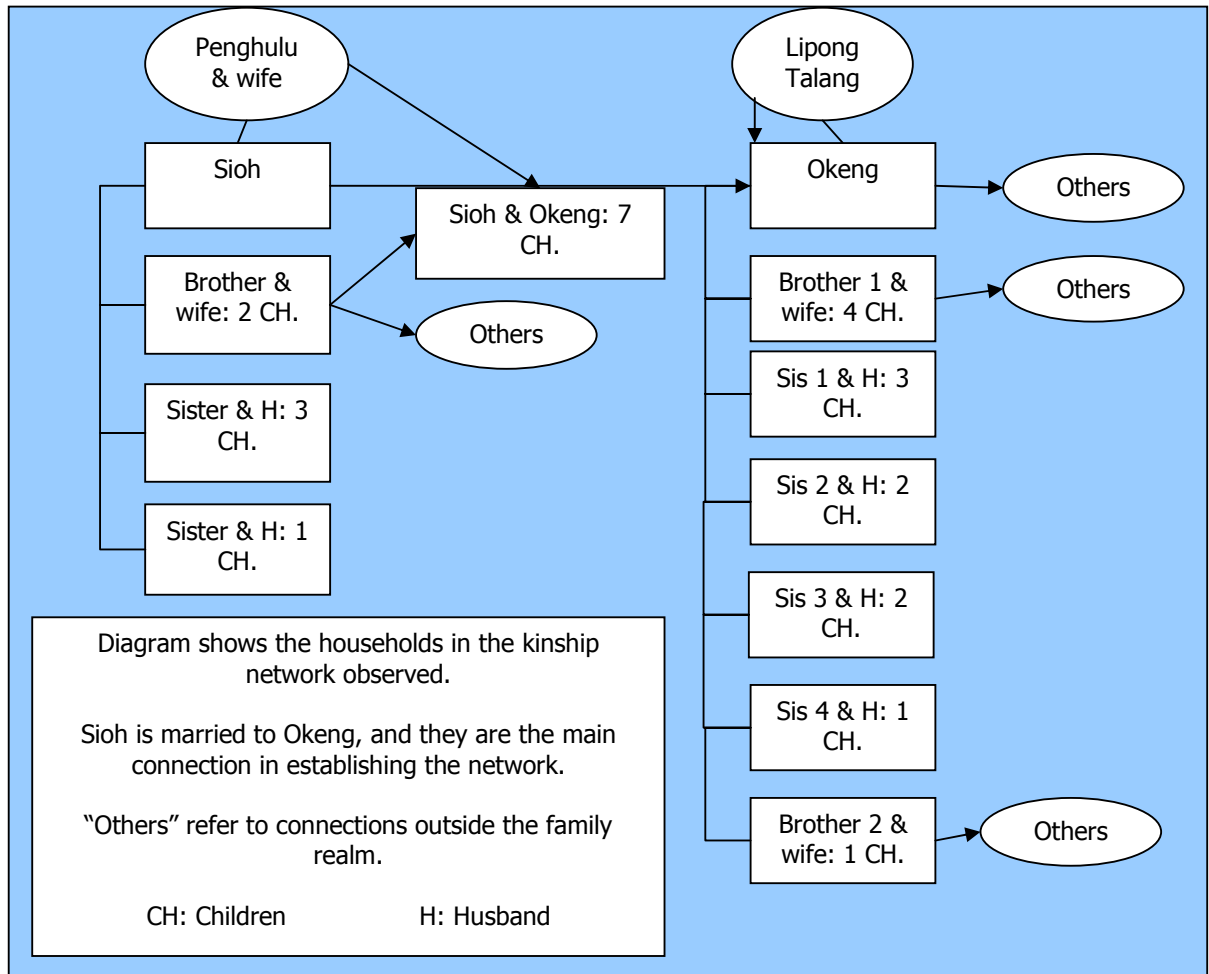 Penghulu
& wife
Lipong
Talang
Sioh
Okeng
Others
Sioh & Okeng: 7
CH.
Brother &
wife: 2 CH.
Others
Brother 1 &
wife: 4 CH.
Others
Sis 1 & H: 3
CH.
Sister & H: 3
CH.
Sis 2 & H: 2
CH.
Sister & H: 1
CH.
Sis 3 & H: 2
CH.
Sis 4 & H: 1
CH.
Brother 2 &
wife: 1 CH.
Others
Diagram shows the households in the kinship
network observed.
Sioh is married to Okeng, and they are the main
connection in establishing the network.
“Others” refer to connections outside the family
realm.
CH: Children H: Husband